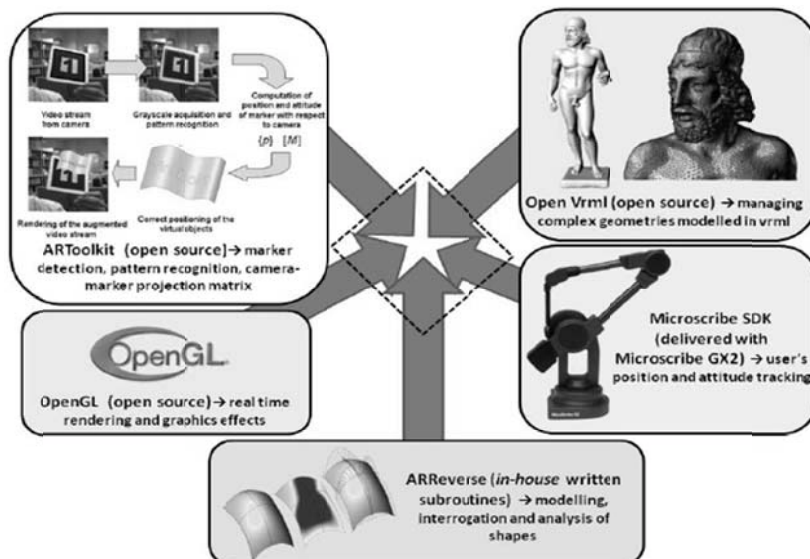 Video stream
from camera
Grayscale acquisition and
pattern recognition
Computation of
position and attitude
of marker with respect
to camera
{p} [M]
Rendering of the augmented
video stream
Correct positioning of the
virtual objects
ARToolkit (open source) → marker
detection, pattern recognition, camera-
marker projection matrix
Open Vrml (open source) → managing
complex geometries modelled in vrml
OpenGL
OpenGL (open source) → real time
rendering and graphics effects
Microscribe SDK
(delivered with
Microscribe GX2) → user's
position and attitude tracking
ARReverse (in-house written
subroutines) → modelling,
interrogation and analysis of
shapes